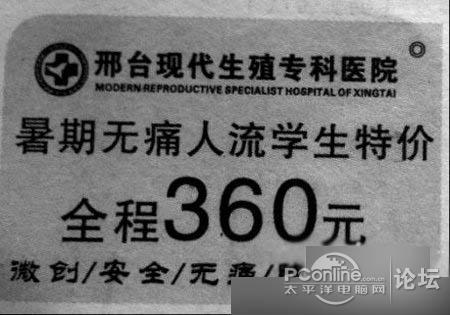 邢台现代生殖专科医院
MODERN REPRODUCTIVE SPECIALIST HOSPITAL OF XINGTAI
暑期无痛人流学生特价
全程360元
微创/安全/无痛/
PConline.com.cn
太平洋电脑网
论坛